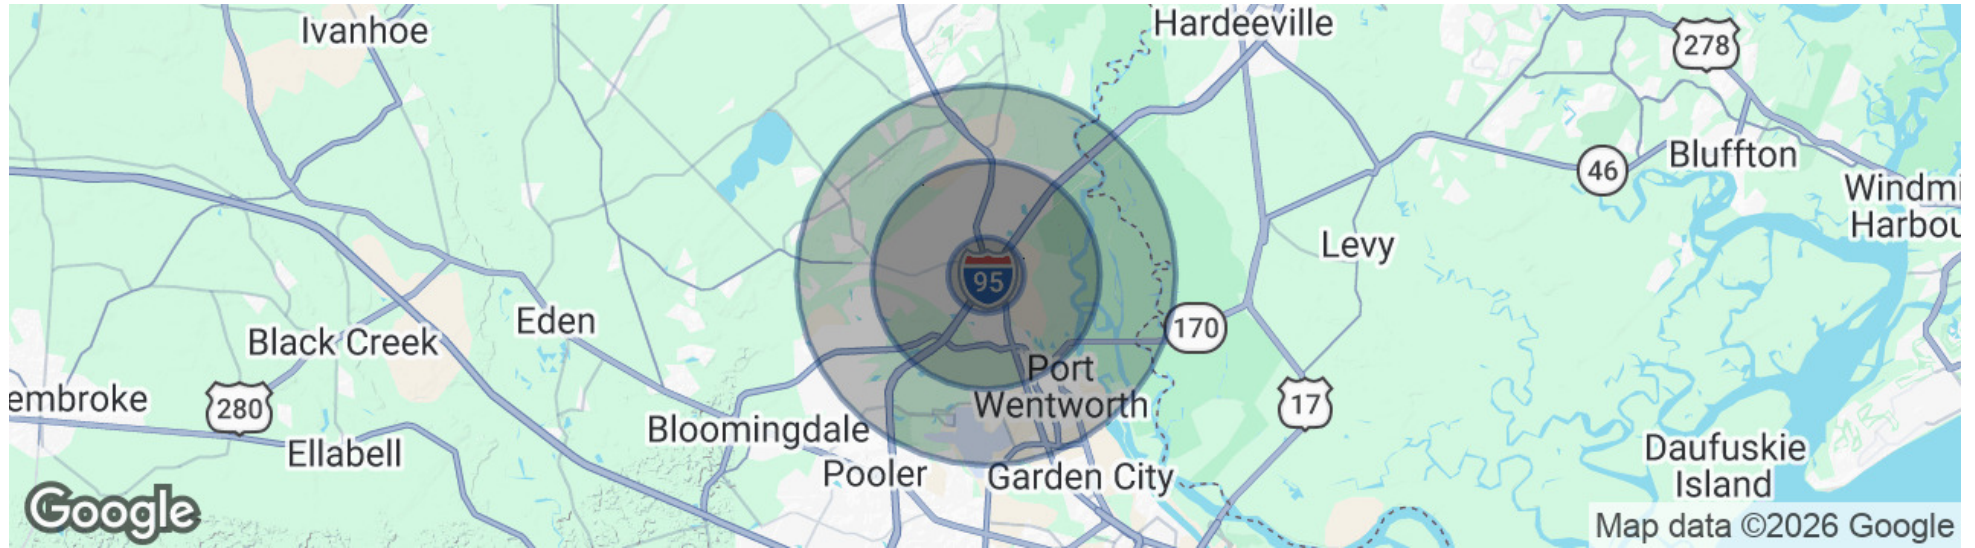 Ivanhoe
Hardeeville
278
Bluffton
46
Windmi
Harbou
Levy
95
Eden
170
Black Creek
Port
Wentworth
embroke
280
17
Bloomingdale
Ellabell
Pooler
Garden City
Daufuskie
Island
Google
Map data ©2026 Google